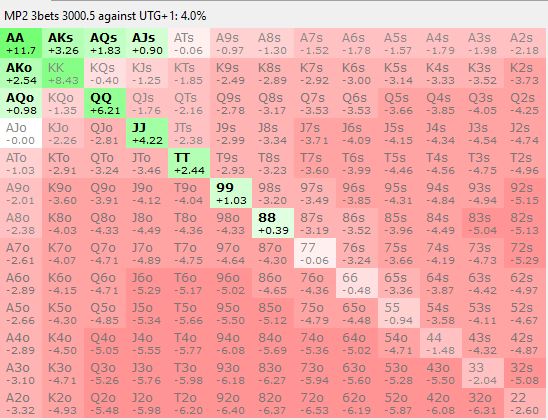 MP2 3bets 3000.5 against UTG+1: 4.0%
AA AKs AQs AJs ATs A9s A8s A7s A6s A5s A4s A3s A2s
+11.7 +3.26 +1.83 +0.90 -0.06 -0.97 -1.30 -1.52 -1.78 -1.57 -1.79 -1.98 -2.18
AKo KK KQs KJs KTs K9s K8s K7s K6s K5s K4s K3s K2s
+2.54 +8.43 -0.40 -1.25 -1.85 -2.49 -2.89 -2.92 -3.00 -3.14 -3.33 -3.52 -3.73
AQo KQo QQ QJs QTs Q9s Q8s Q7s Q6s Q5s Q4s Q3s Q2s
+0.98 -1.35 +6.21 -1.76 -2.16 -2.78 -3.17 -3.53 -3.53 -3.66 -3.85 -4.05 -4.25
AJo KJo QJo JJ JTs J9s J8s J7s J6s J5s J4s J3s J2s
-0.00 -2.26 -2.81 +4.22 -2.38 -2.99 -3.34 -3.71 -4.09 -4.15 -4.34 -4.54 -4.74
ATo KTo QTo JTo TT T9s T8s T7s T6s T5s T4s T3s T2s
-1.03 -2.91 -3.24 -3.46 +2.44 -2.93 -3.23 -3.60 -3.99 -4.46 -4.56 -4.75 -4.96
A9o K9o Q9o J9o T9o 99 98s 97s 96s 95s 94s 93s 92s
-2.01 -3.60 -3.91 -4.12 -4.04 +1.03 -3.20 -3.49 -3.85 -4.31 -4.84 -4.94 -5.15
A8o K8o Q8o J8o T8o 98o 88 87s 86s 85s 84s 83s 82s
-2.38 -4.03 -4.33 -4.49 -4.36 -4.33 +0.39 -3.19 -3.52 -3.96 -4.49 -5.04 -5.13
A7o K7o Q7o J7o T7o 97o 87o 77 76s 75s 74s 73s 72s
-2.61 -4.07 -4.71 -4.89 -4.75 -4.64 -4.30 -0.06 -3.24 -3.66 -4.19 -4.73 -5.29
A6o K6o Q6o J6o T6o 96o 86o 76o 66 65s 64s 63s 62s
-2.89 -4.15 -4.71 -5.29 -5.17 -5.02 -4.65 -4.36 -0.48 -3.36 -3.87 -4.42 -4.97
A5o K5o Q5o J5o T5o 95o 85o 75o 65o 55 54s 53s 52s
-2.66 -4.30 -4.85 -5.34 -5.66 -5.50 -5.12 -4.79 -4.48 -0.94 -3.58 -4.11 -4.67
A4o K4o Q4o J4o T4o 94o 84o 74o 64o 54o 44 43s 42s
-2.89 -4.50 -5.05 -5.55 -5.77 -6.08 -5.69 -5.36 -5.02 -4.71 -1.48 -4.32 -4.87
A3o K3o Q3o J3o T3o 93o 83o 73o 63o 53o 43o 33 32s
-3.10 -4.71 -5.26 -5.76 -5.98 -6.18 -6.27 -5.94 -5.60 -5.28 -5.50 -2.04 -5.08
A2o K2o Q2o J2o T2o 92o 82o 72o 62o 52o 42o 32o 22
-3.32 -4.93 -5.48 -5.98 -6.20 -6.40 -6.37 -6.53 -6.19 -5.87 -6.08 -6.31 -2.60